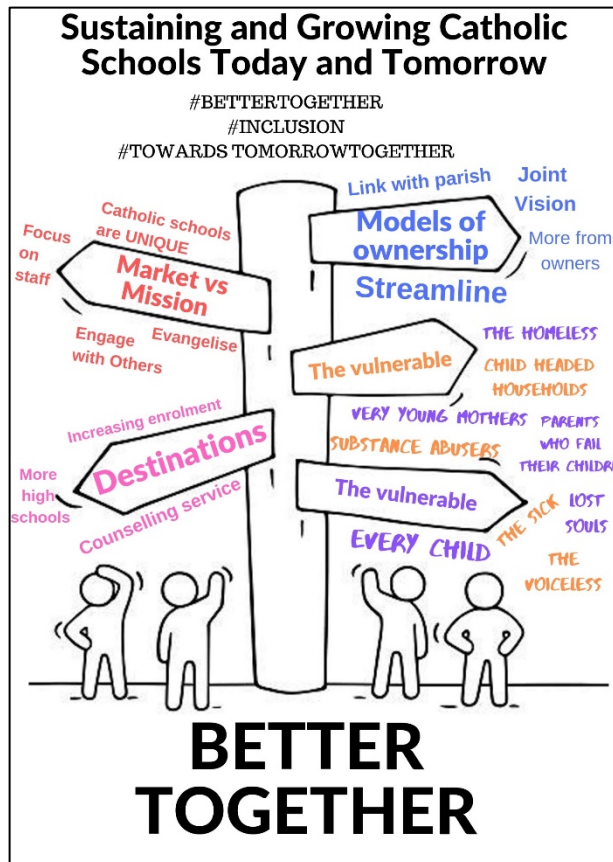 Sustaining and Growing Catholic
Schools Today and Tomorrow
#BETTERTOGETHER
#INCLUSION
#TOWARDS TOMORROWTOGETHER
Link with parish
Joint
Vision
Models of
ownership
More from
owners
Streamline
Catholic schools
are UNIQUE
Focus
on
staff
Market vs
Mission
Engage
with Others
Evangelise
The vulnerable
THE HOMELESS
CHILD HEADED
HOUSEHOLDS
VERY YOUNG MOTHERS
PARENTS
WHO FAIL
THEIR CHILDR
SUBSTANCE ABUSERS
Increasing enrolment
Destinations
More
high
schools
Counselling service
The vulnerable
THE SICK
LOST
SOULS
EVERY CHILD
THE
VOICELESS
BETTER
TOGETHER